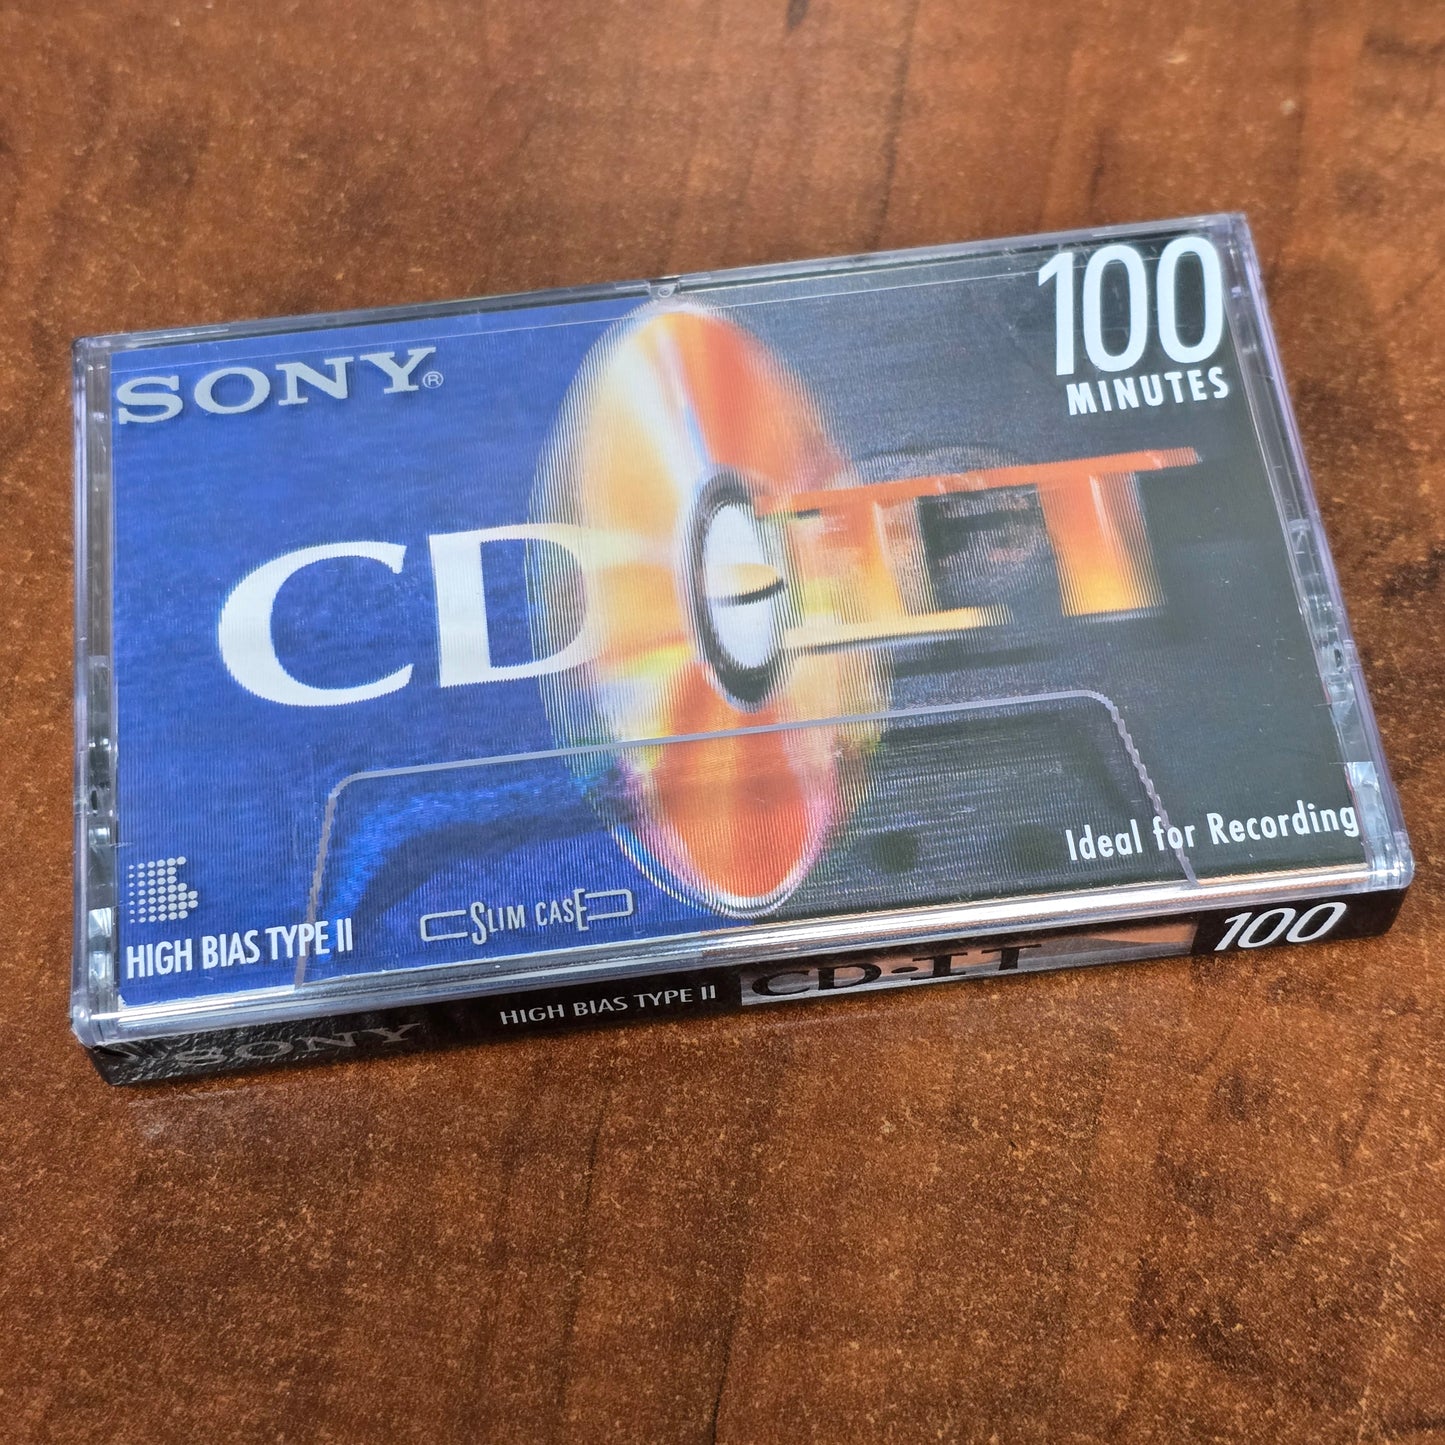 SONY®
100
MINUTES
CD-IT
Ideal for Recording
HIGH BIAS TYPE II
SLIM CASE
SONY HIGH BIAS TYPE II CD-IT 100